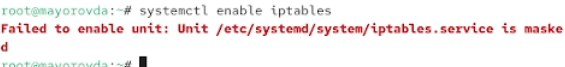 root@mayorovda:~# systemctl enable iptables
Failed to enable unit: Unit /etc/systemd/system/iptables.service is maske
d
root@mayorovda:~#